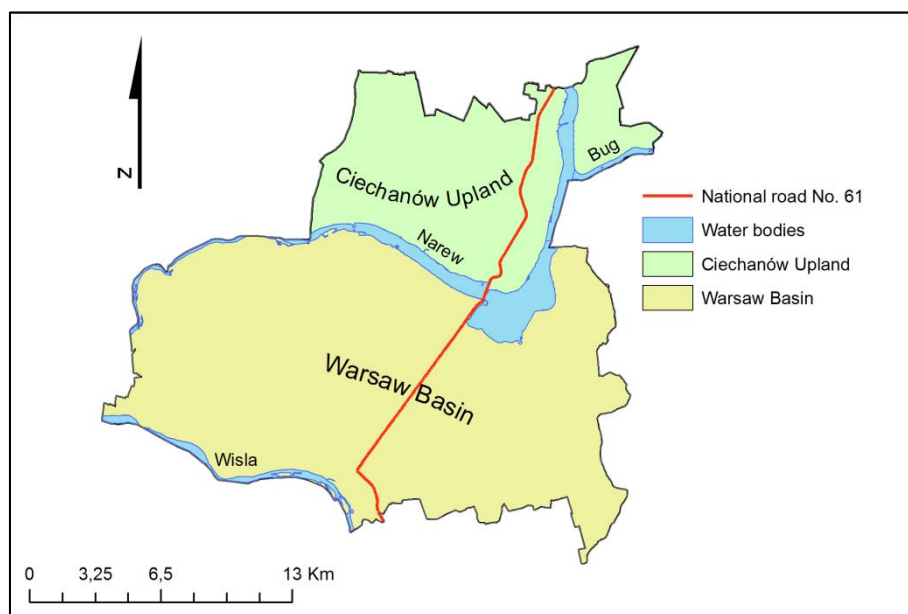 Bug
Ciechanów Upland
Narew
National road No. 61
Water bodies
Ciechanów Upland
Warsaw Basin
Warsaw Basin
Wisla
N
0 3,25 6,5 13 Km